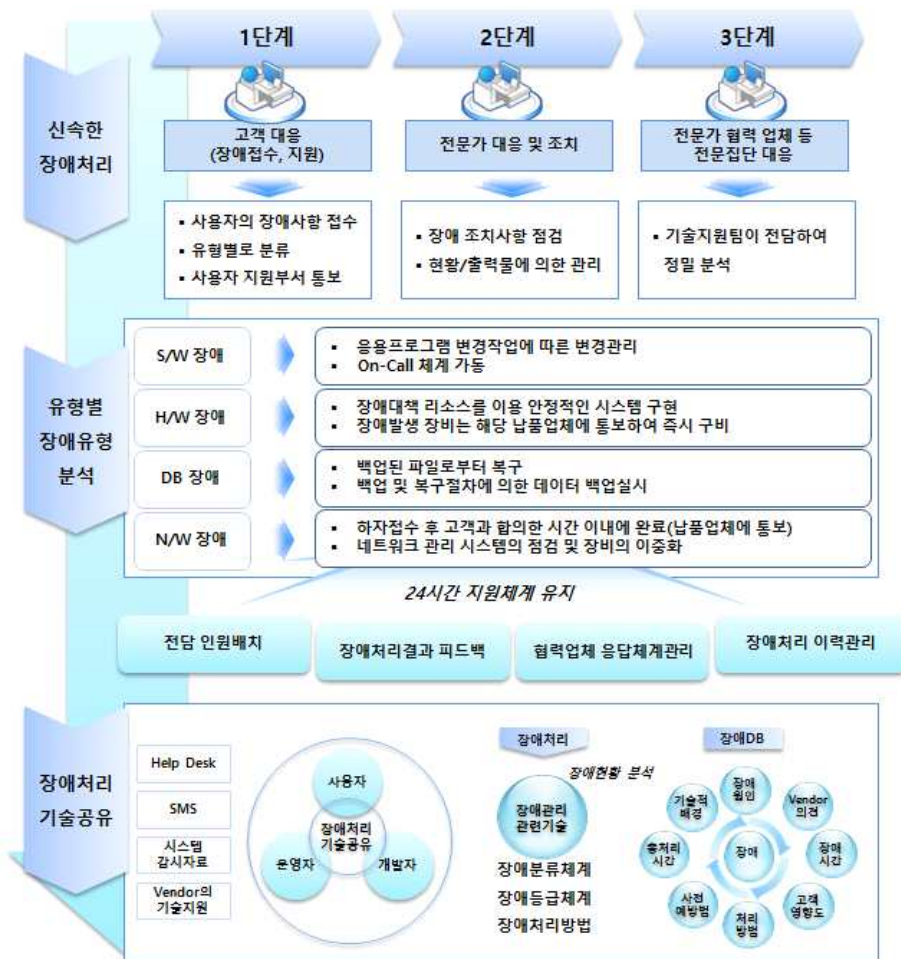 1단계
2단계
3단계
신속한
장애처리
고객 대응
(장애접수, 지원)
전문가 대응 및 조치
전문가 협력 업체 등
전문집단 대응
▪ 사용자의 장애사항 접수
▪ 유형별로 분류
▪ 사용자 지원부서 통보
▪ 장애 조치사항 점검
▪ 현황/출력물에 의한 관리
▪ 기술지원팀이 전담하여
정밀 분석
유형별
장애유형
분석
S/W 장애
▪ 응용프로그램 변경작업에 따른 변경관리
▪ On-Call 체계 가동
H/W 장애
▪ 장애대책 리소스를 이용 안정적인 시스템 구현
▪ 장애발생 장비는 해당 납품업체에 통보하여 즉시 구비
DB 장애
▪ 백업된 파일로부터 복구
▪ 백업 및 복구절차에 의한 데이터 백업실시
N/W 장애
▪ 하자접수 후 고객과 합의한 시간 이내에 완료(납품업체에 통보)
▪ 네트워크 관리 시스템의 점검 및 장비의 이중화
24시간 지원체계 유지
전담 인원배치
장애처리결과 피드백
협력업체 응답체계관리
장애처리 이력관리
장애처리
기술공유
Help Desk
SMS
시스템
감시자료
Vendor의
기술지원
사용자
장애처리
기술공유
운영자
개발자
장애처리
장애현황 분석
장애관리
관련기술
장애분류체계
장애등급체계
장애처리방법
장애DB
장애
원인
Vendor
의견
장애
시간
고객
영향도
처리
방법
사전
예방법
총처리
시간
기술적
배경
장애